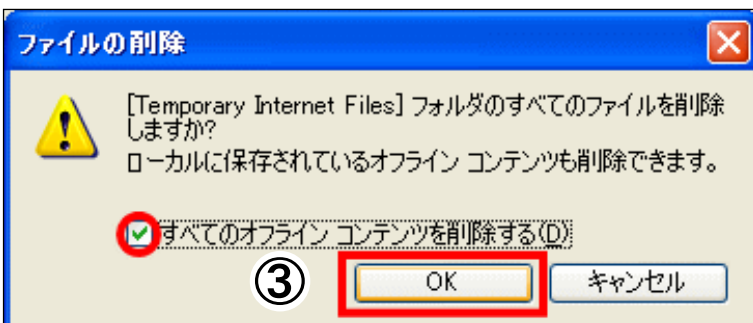 ファイルの削除
[Temporary Internet Files] フォルダのすべてのファイルを削除
しますか?
ローカルに保存されているオフライン コンテンツも削除できます。
すべてのオフライン コンテンツを削除する(D)
③ OK キャンセル